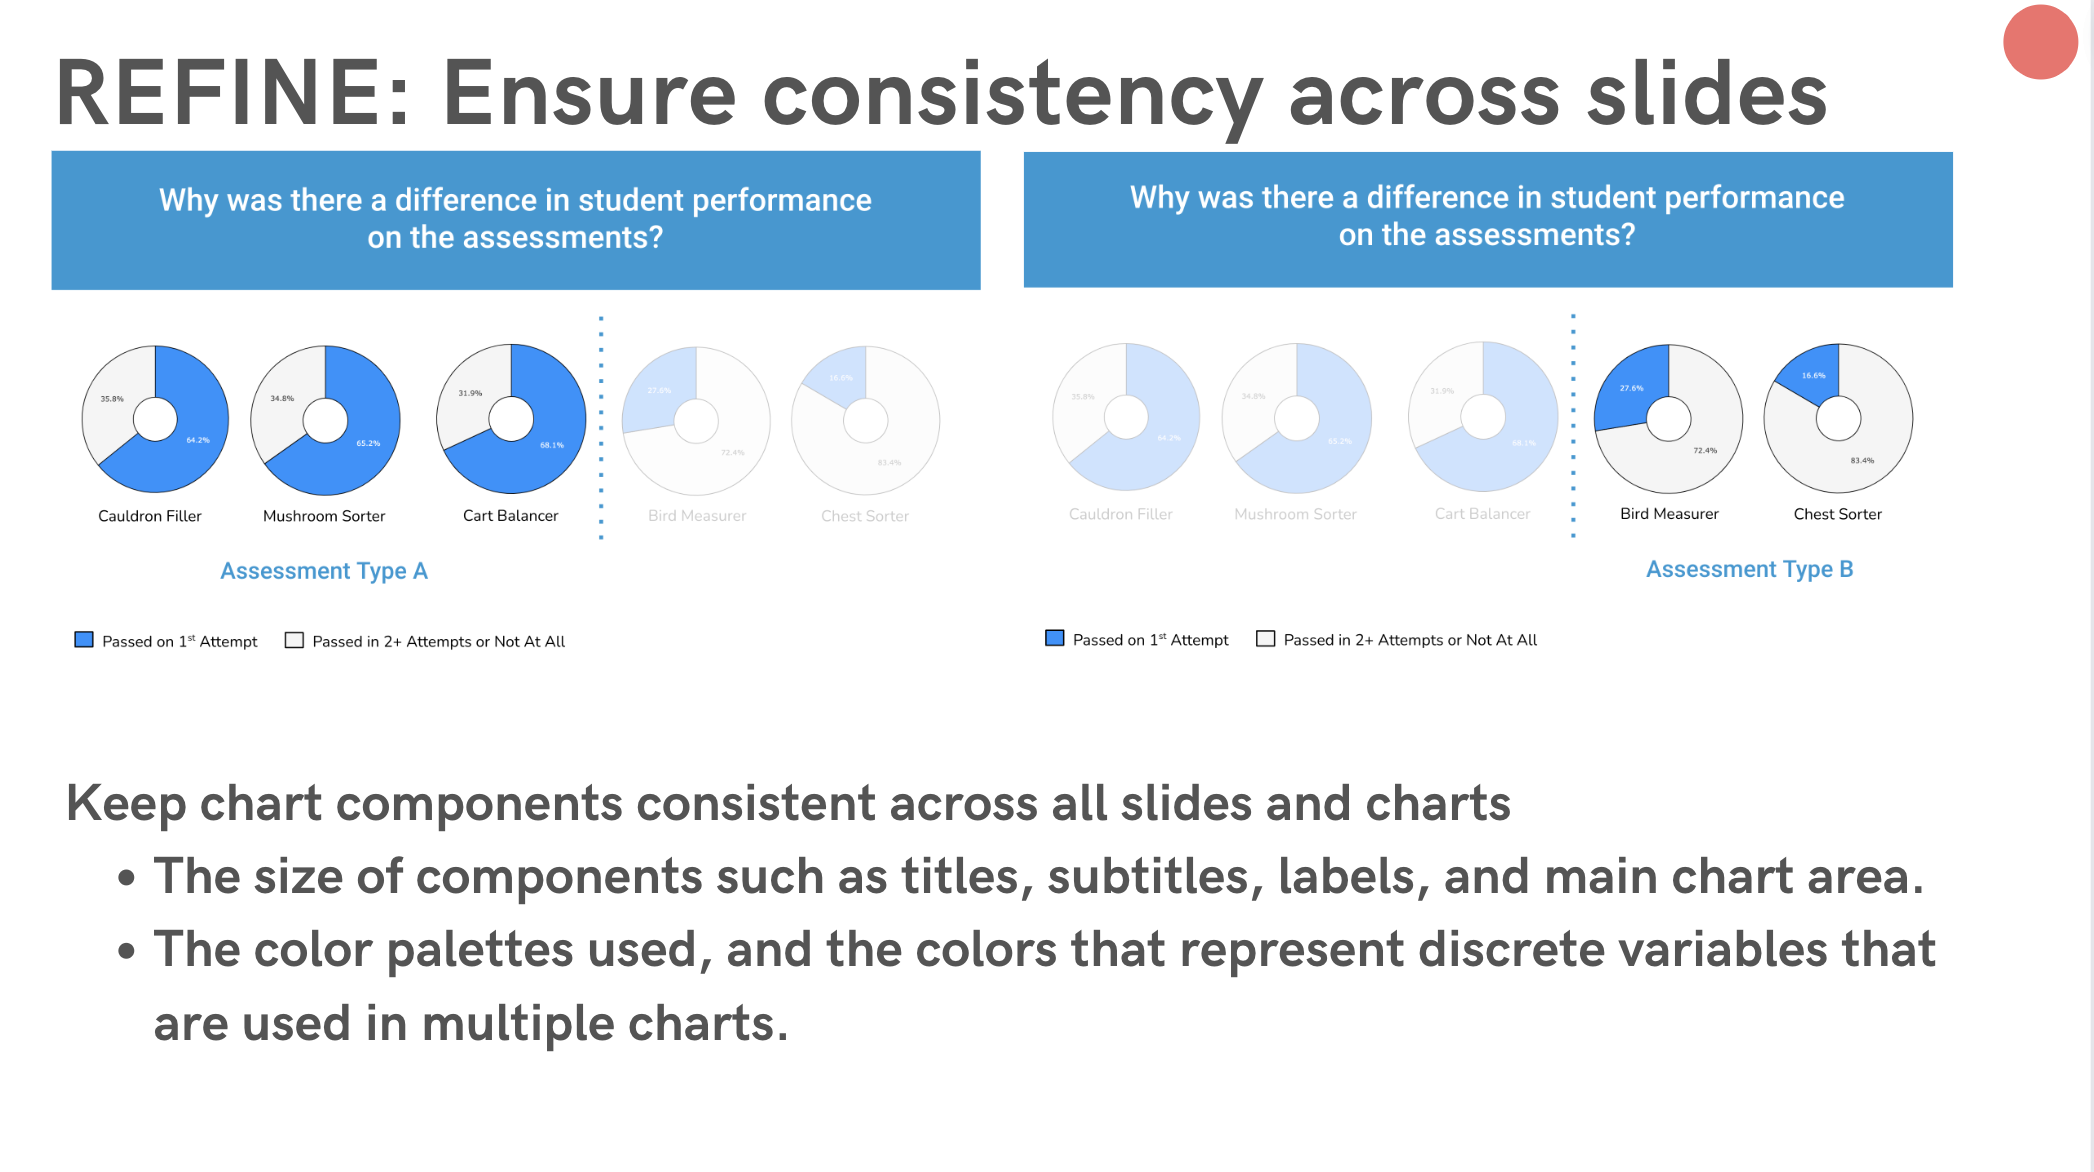 REFINE: Ensure consistency across slides
Why was there a difference in student performance
on the assessments?
35.8%
64.2%
34.8%
65.2%
31.9%
68.1%
27.6%
72.4%
16.6%
83.4%
Cauldron Filler
Mushroom Sorter
Cart Balancer
Bird Measurer
Chest Sorter
Assessment Type A
Passed on 1st Attempt
Passed in 2+ Attempts or Not At All
Why was there a difference in student performance
on the assessments?
35.8%
64.2%
34.8%
65.2%
31.9%
68.1%
27.6%
72.4%
16.6%
83.4%
Cauldron Filler
Mushroom Sorter
Cart Balancer
Bird Measurer
Chest Sorter
Assessment Type B
Passed on 1st Attempt
Passed in 2+ Attempts or Not At All
Keep chart components consistent across all slides and charts
• The size of components such as titles, subtitles, labels, and main chart area.
• The color palettes used, and the colors that represent discrete variables that
are used in multiple charts.